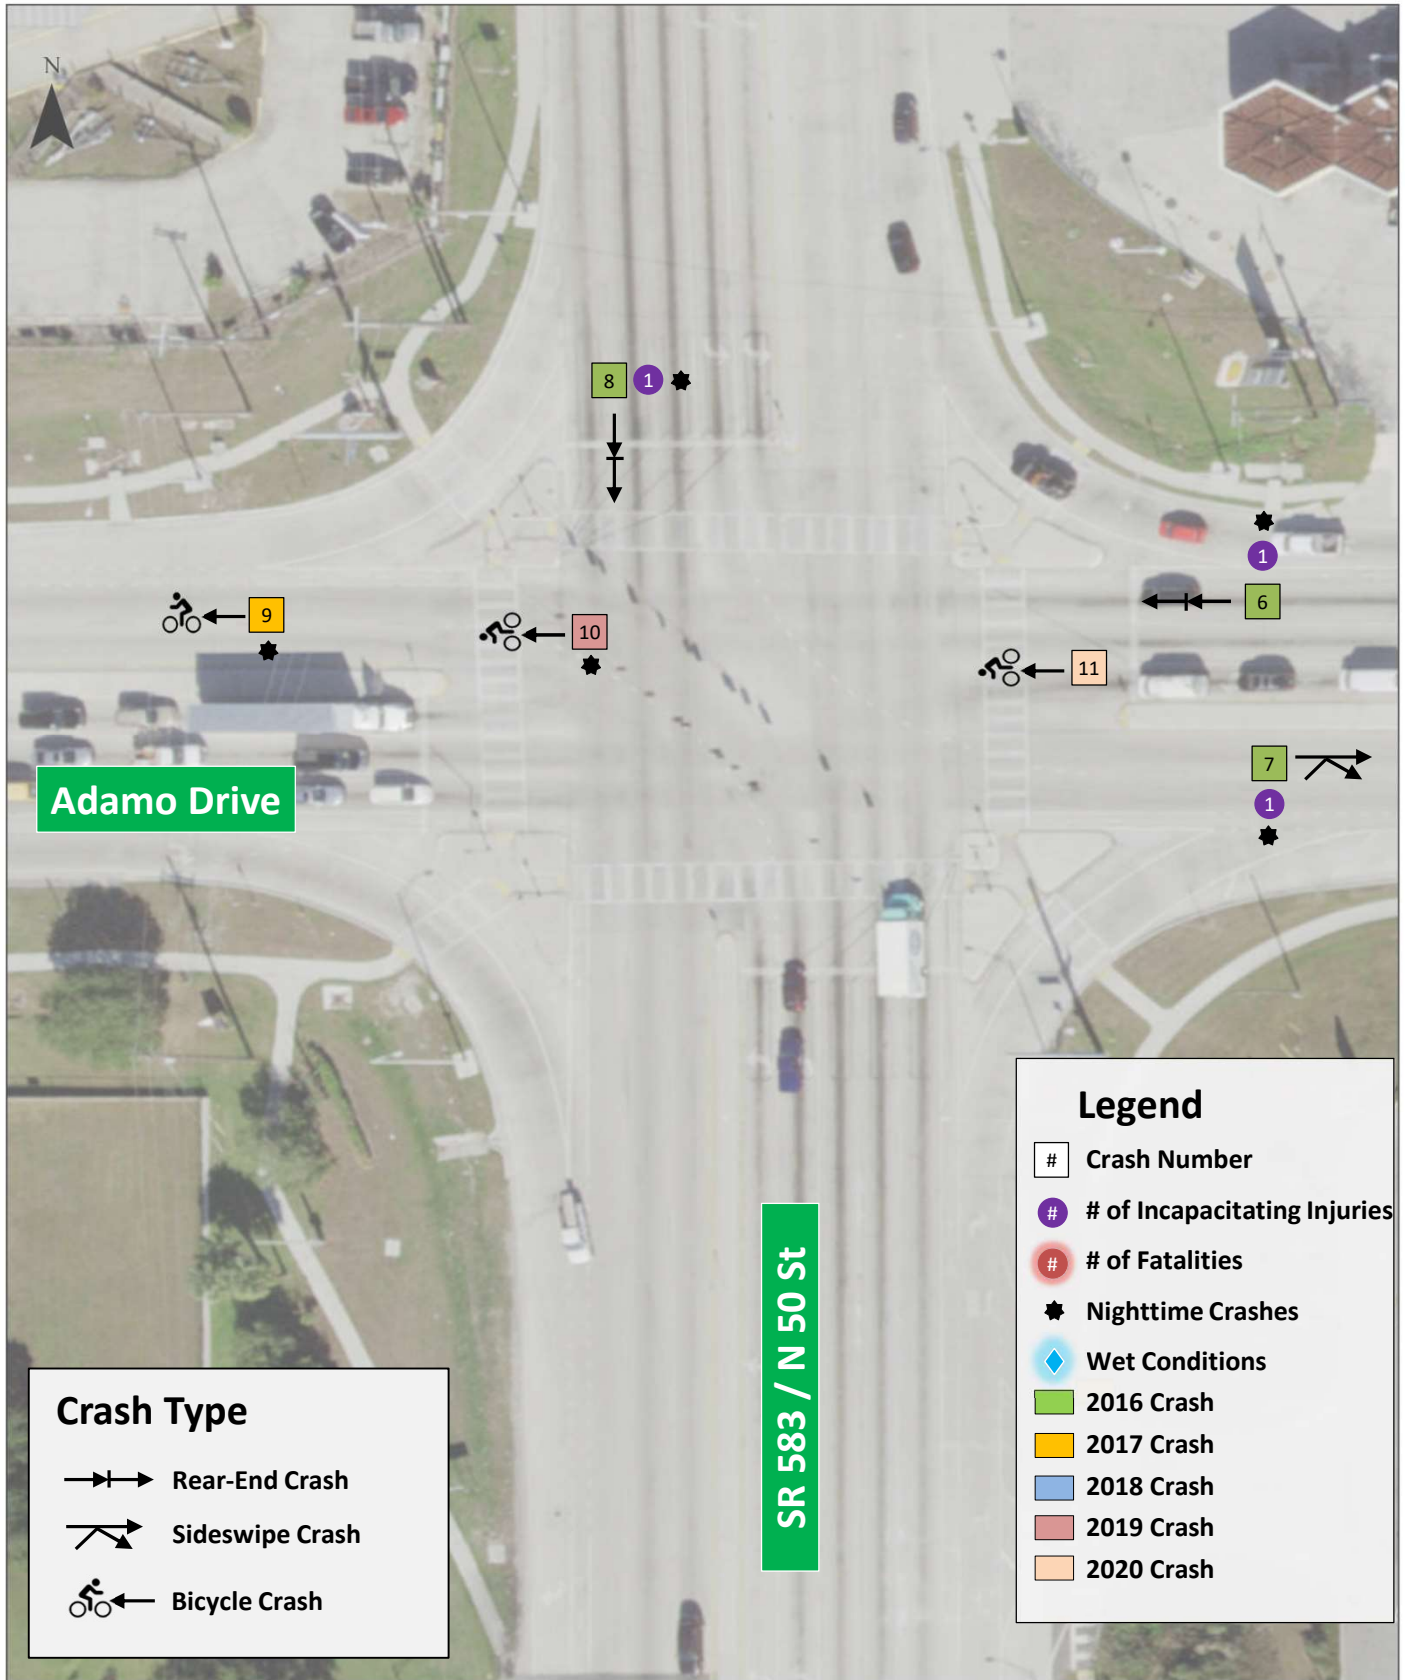 N
8 1
1
6
9
10
11
7
1
Adamo Drive
SR 583 / N 50 St
Legend
# Crash Number
# # of Incapacitating Injuries
# # of Fatalities
Nighttime Crashes
Wet Conditions
2016 Crash
2017 Crash
2018 Crash
2019 Crash
2020 Crash
Crash Type
Rear-End Crash
Sideswipe Crash
Bicycle Crash